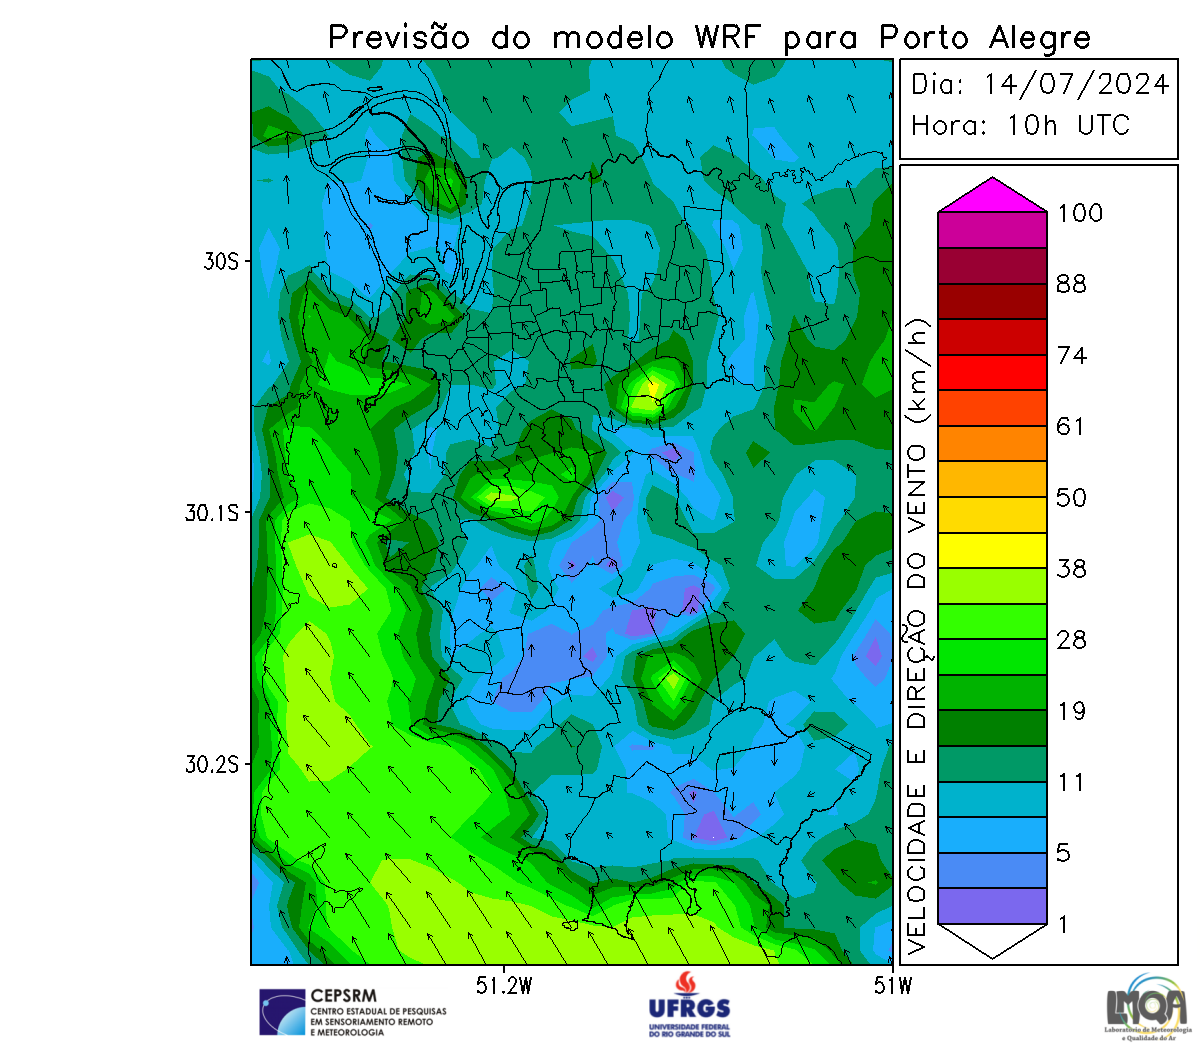 Previsão do modelo WRF para Porto Alegre
Dia: 14/07/2024
Hora: 10h UTC
30S
30.1S
30.2S
51.2W
51W
VELOCIDADE E DIREÇÃO DO VENTO (km/h)
100
88
74
61
50
38
28
19
11
5
1
CEPSRM
CENTRO ESTADUAL DE PESQUISAS
EM SENSORIAMENTO REMOTO
E METEOROLOGIA
UFRGS
UNIVERSIDADE FEDERAL
DO RIO GRANDE DO SUL
LMQA
Laboratório de Meteorologia
e Qualidade do Ar